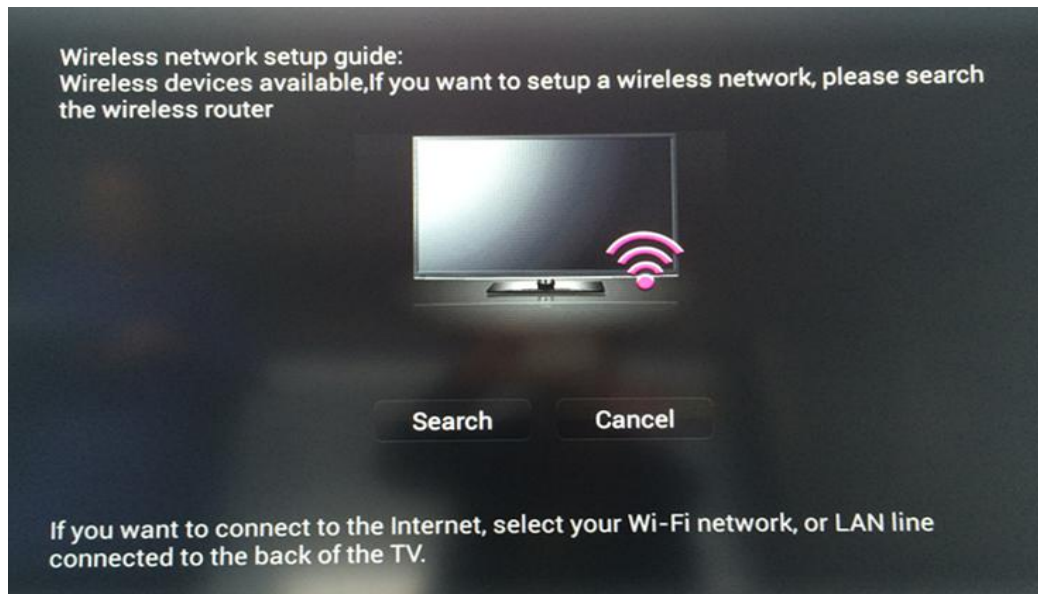 Wireless network setup guide:
Wireless devices available,If you want to setup a wireless network, please search
the wireless router
Search
Cancel
If you want to connect to the Internet, select your Wi-Fi network, or LAN line
connected to the back of the TV.